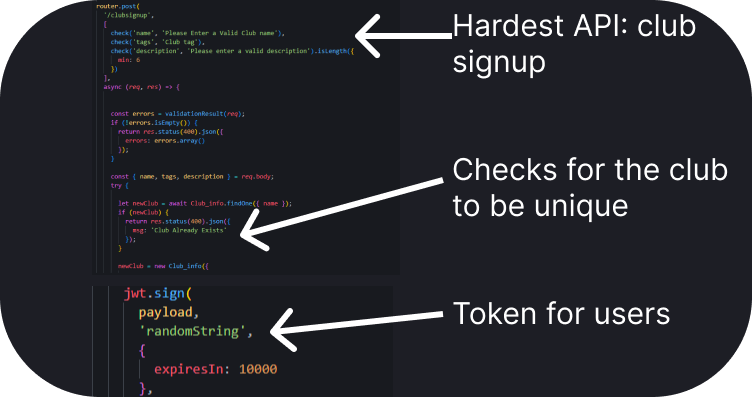 router.post(
'/clubsignup',
[
check('name', 'Please Enter a Valid Club name'),
check('tags', 'Club tag'),
check('description', 'Please enter a valid description').isLength({
min: 6
})
],
async (req, res) => {
const errors = validationResult(req);
if (!errors.isEmpty()) {
return res.status(400).json({
errors: errors.array()
});
}
const { name, tags, description } = req.body;
try {
let newClub = await Club_info.findOne({ name });
if (newClub) {
return res.status(400).json({
msg: 'Club Already Exists'
});
}
newClub = new Club_info({
jwt.sign(
payload,
'randomString',
{
expiresIn: 10000
},
Hardest API: club
signup
Checks for the club
to be unique
Token for users